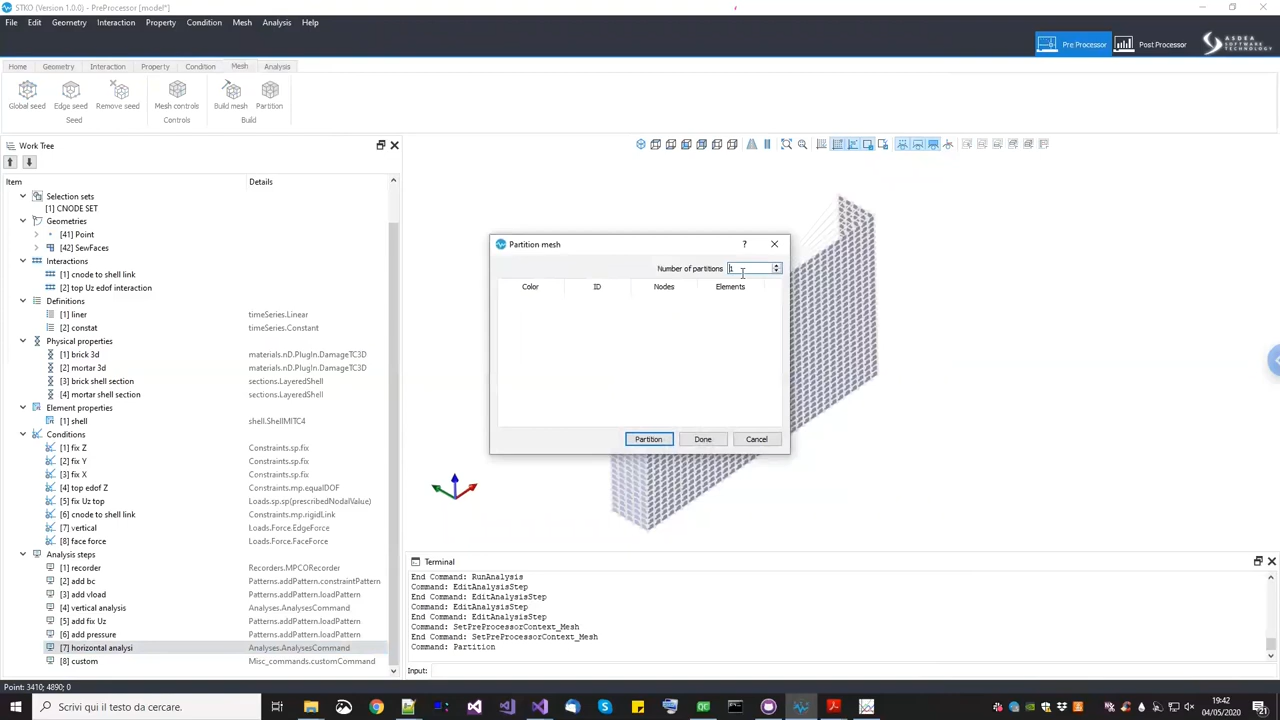 STKO (Version 1.0.0) - PreProcessor [model*]
File Edit Geometry Interaction Property Condition Mesh Analysis Help
Pre Processor Post Processor ASDEA SOFTWARE TECHNOLOGY
Home Geometry Interaction Property Condition Mesh Analysis
Global seed Edge seed Remove seed Mesh controls Build mesh Partition
Seed Controls Build
Work Tree
Item Details
Selection sets
[1] CNODE SET
Geometries
[41] Point
[42] SewFaces
Interactions
[1] cnode to shell link
[2] top Uz edof interaction
Definitions
[1] liner timeSeries.Linear
[2] constat timeSeries.Constant
Physical properties
[1] brick 3d materials.nD.PlugIn.DamageTC3D
[2] mortar 3d materials.nD.PlugIn.DamageTC3D
[3] brick shell section sections.LayeredShell
[4] mortar shell section sections.LayeredShell
Element properties
[1] shell shell.ShellMITC4
Conditions
[1] fix Z Constraints.sp.fix
[2] fix Y Constraints.sp.fix
[3] fix X Constraints.sp.fix
[4] top edof Z Constraints.mp.equalDOF
[5] fix Uz top Loads.sp.sp(prescribedNodalValue)
[6] cnode to shell link Constraints.mp.rigidLink
[7] vertical Loads.Force.EdgeForce
[8] face force Loads.Force.FaceForce
Analysis steps
[1] recorder Recorders.MPCORecorder
[2] add bc Patterns.addPattern.constraintPattern
[3] add vload Patterns.addPattern.loadPattern
[4] vertical analysis Analyses.AnalysesCommand
[5] add fix Uz Patterns.addPattern.loadPattern
[6] add pressure Patterns.addPattern.loadPattern
[7] horizontal analysi Analyses.AnalysesCommand
[8] custom Misc_commands.customCommand
Partition mesh ?
Number of partitions 1
Color ID Nodes Elements
Partition Done Cancel
Terminal
End Command: RunAnalysis
Command: EditAnalysisStep
End Command: EditAnalysisStep
Command: EditAnalysisStep
End Command: EditAnalysisStep
Command: SetPreProcessorContext_Mesh
End Command: SetPreProcessorContext_Mesh
Command: Partition
Input:
Point: 3410; 4890; 0
Scrivi qui il testo da cercare.
19:42
04/05/2020